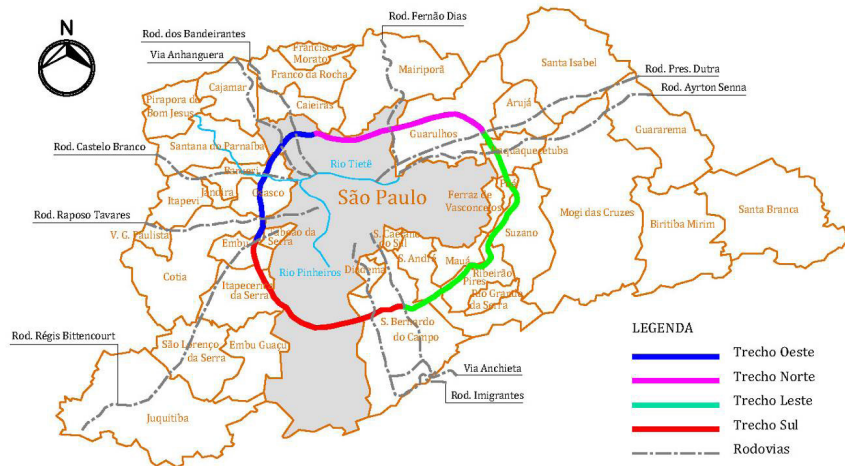 N
Rod. dos Bandeirantes
Rod. Fernão Dias
Via Anhanguera
Francisco
Morato
Franco da Rocha
Mairiporã
Santa Isabel
Rod. Pres. Dutra
Rod. Ayrton Senna
Cajamar
Caieiras
Pirapora do
Bom Jesus
Arujá
Guarulhos
Guararema
Santana de Parnaíba
Rod. Castelo Branco
Rio Tietê
Jandira
Osasco
Itapevi
São Paulo
Ferraz de
Vasconcelos
Poá
Mogi das Cruzes
Biritiba Mirim
Santa Branca
Rod. Raposo Tavares
V. G. Paulista
Embu
da Serra
Suzano
S. Caetano
do Sul
Cotia
Rio Pinheiros
Diadema
S. André
Mauá
Ribeirão
Pires
Itapecerica
da Serra
Rio Grande
da Serra
S. Bernardo
do Campo
Rod. Régis Bittencourt
São Lorenço
da Serra
Embu Guaçu
Juquitiba
Via Anchieta
Rod. Imigrantes
LEGENDA
Trecho Oeste
Trecho Norte
Trecho Leste
Trecho Sul
Rodovias